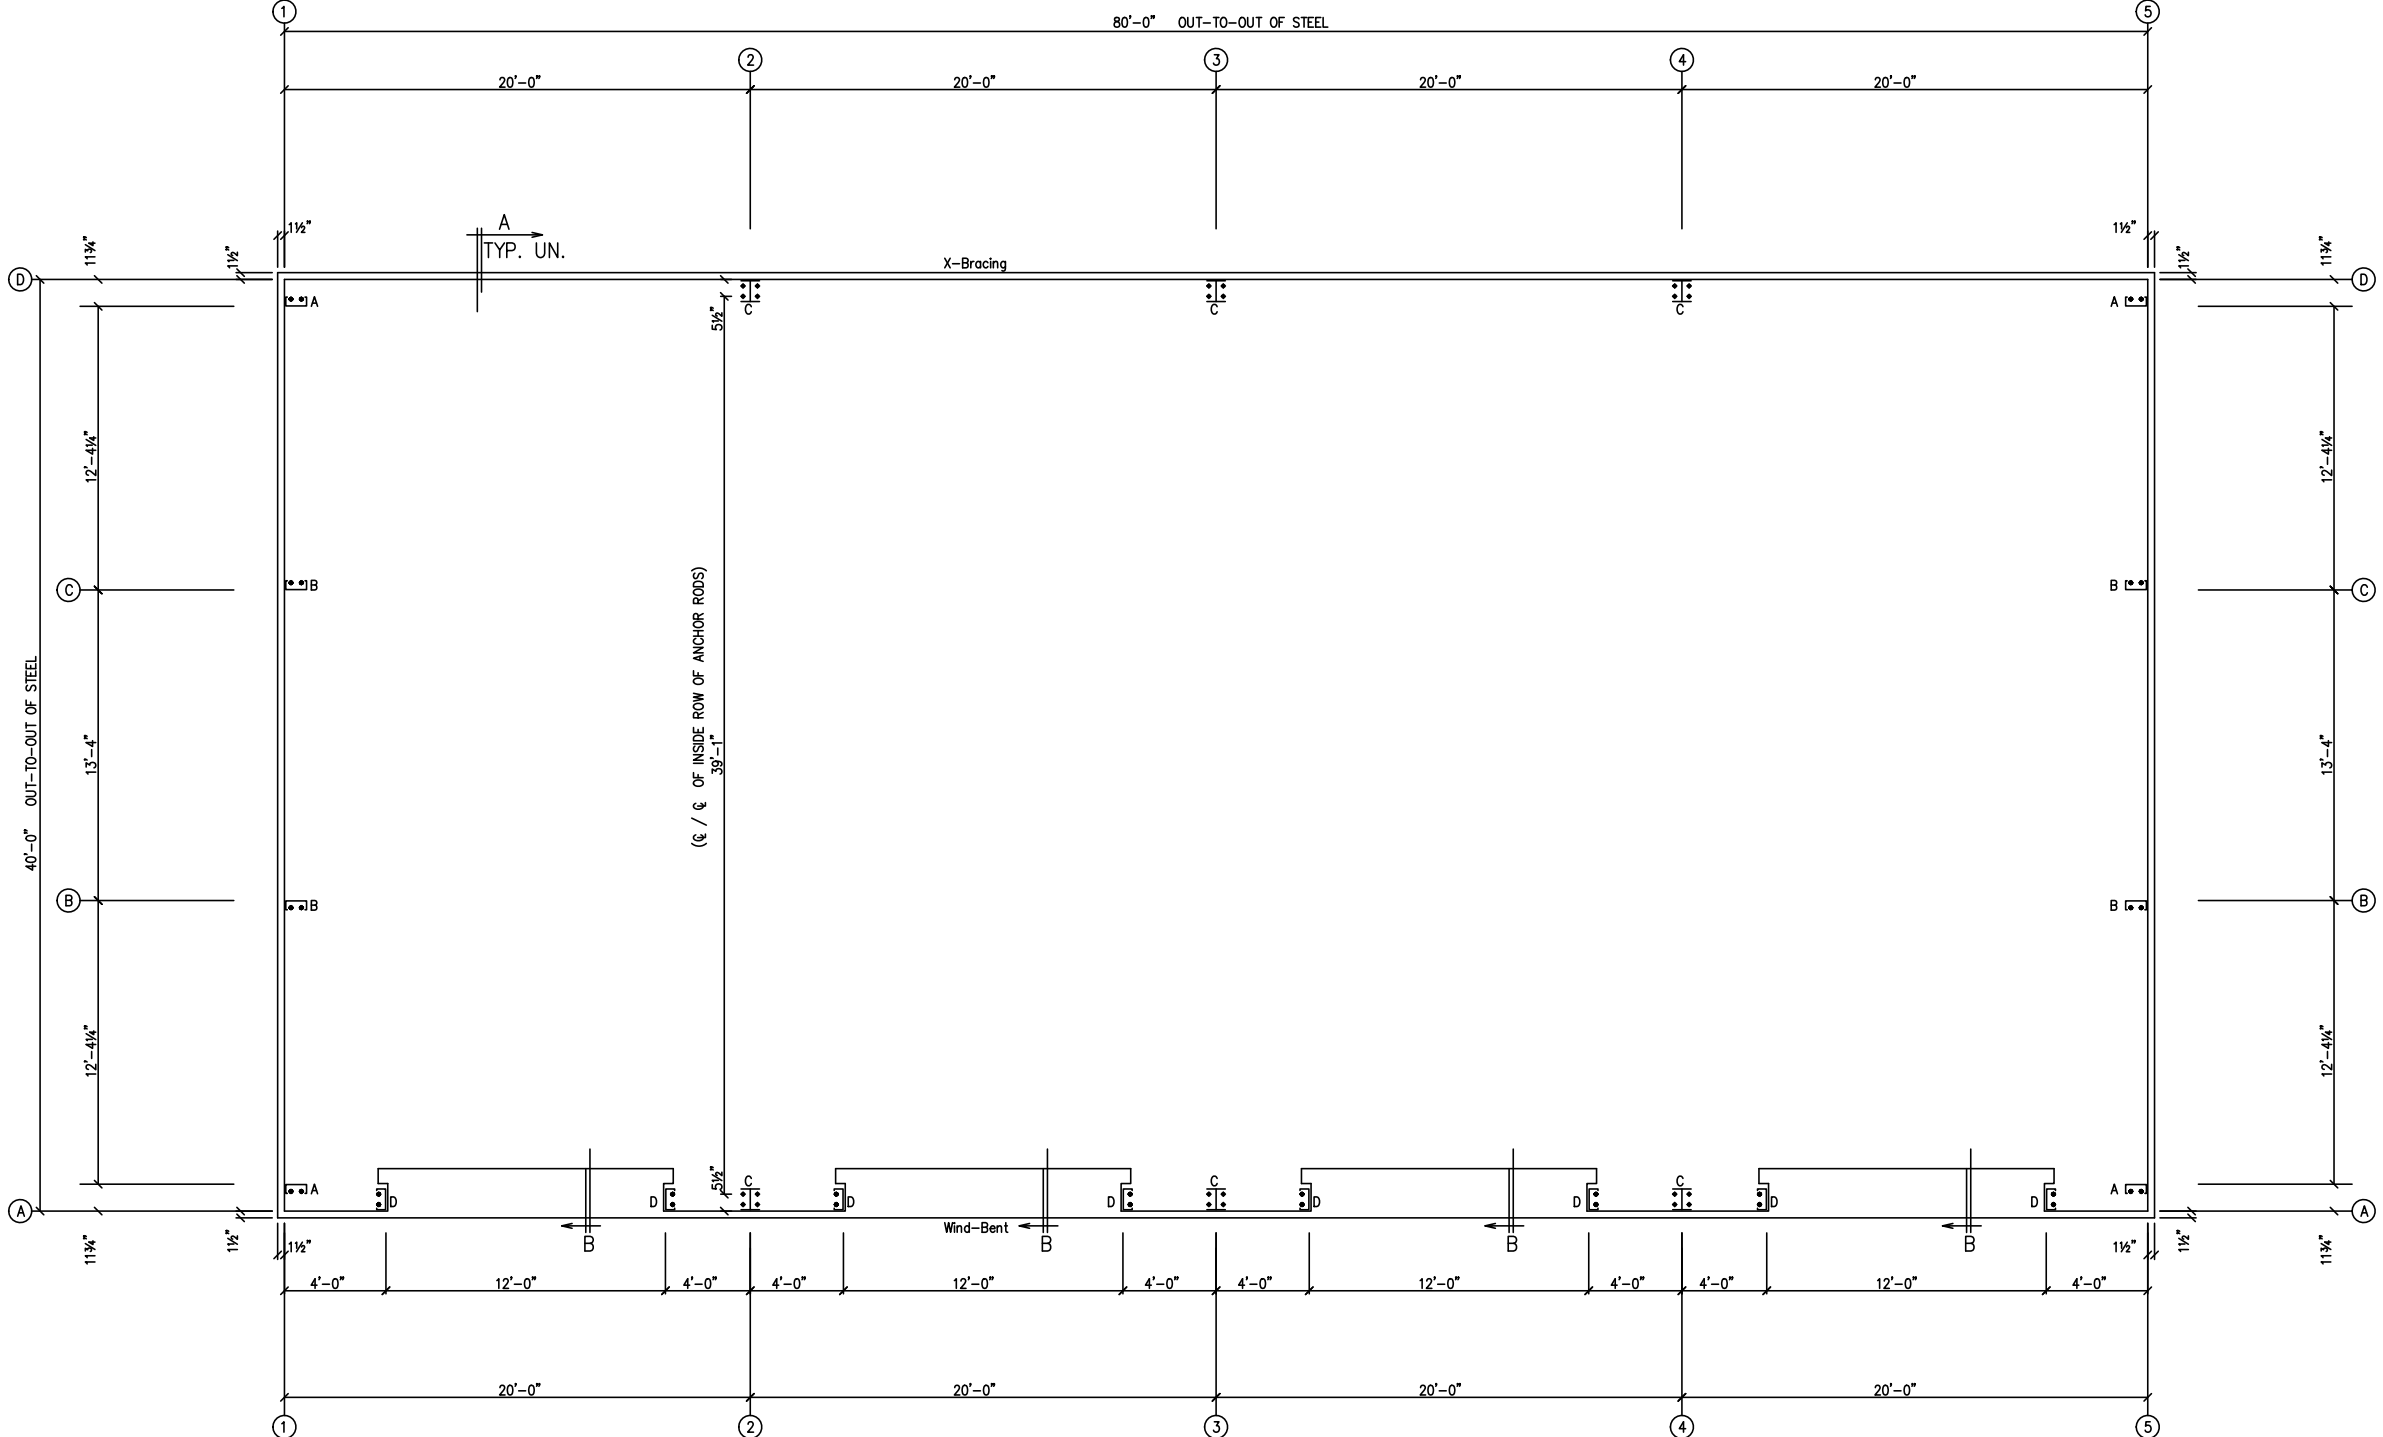 1
5
80'-0"   OUT-TO-OUT OF STEEL
2
3
4
20'-0"
20'-0"
20'-0"
20'-0"
A
TYP. UN.
1½"
1½"
11¾"
1½"
1½"
11¾"
X-Bracing
D
D
A
A
C
C
C
5½"
12'-4¼"
12'-4¼"
C
B
B
C
40'-0"   OUT-TO-OUT OF STEEL
13'-4"
(℄ / ℄ OF INSIDE ROW OF ANCHOR RODS)
39'-1"
13'-4"
B
B
B
B
12'-4¼"
12'-4¼"
5½"
C
C
C
A
A
D
D
D
D
D
D
D
D
A
A
Wind-Bent
B
B
B
B
11¾"
1½"
1½"
1½"
1½"
11¾"
4'-0"
12'-0"
4'-0"
4'-0"
12'-0"
4'-0"
4'-0"
12'-0"
4'-0"
4'-0"
12'-0"
4'-0"
20'-0"
20'-0"
20'-0"
20'-0"
1
2
3
4
5